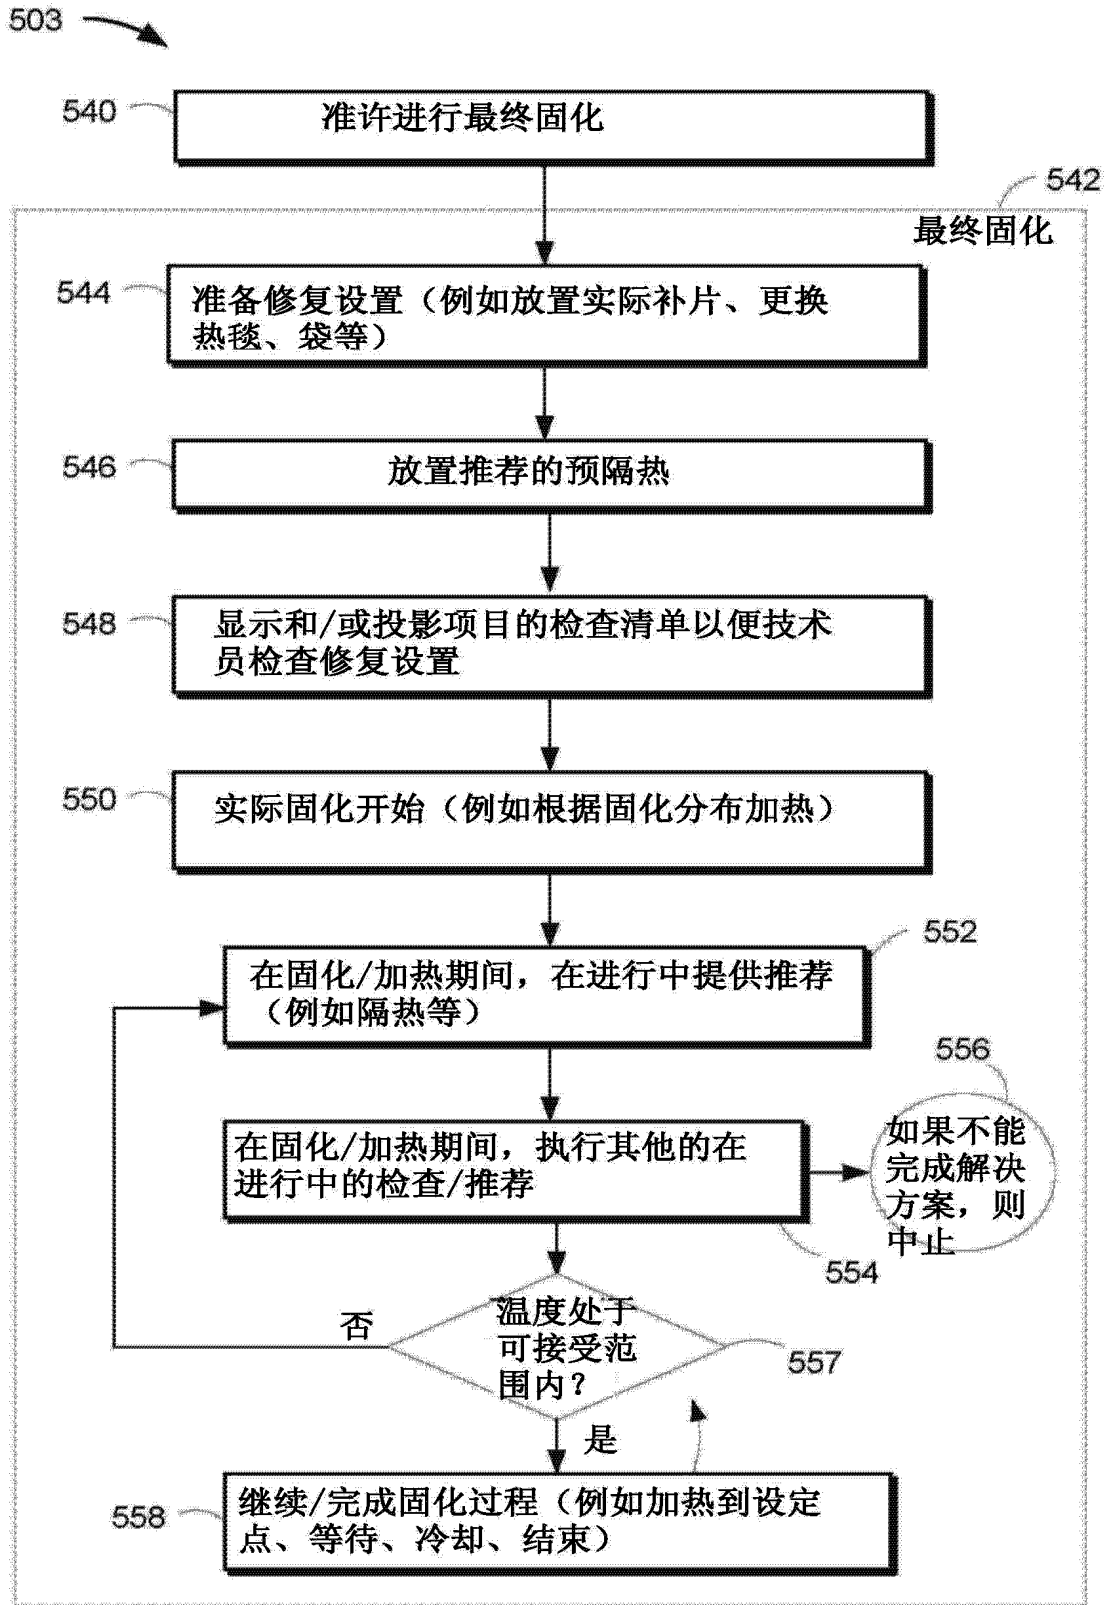 503
540
准许进行最终固化
542
最终固化
544
准备修复设置（例如放置实际补片、更换
热毯、袋等）
546
放置推荐的预隔热
548
显示和/或投影项目的检查清单以便技术
员检查修复设置
550
实际固化开始（例如根据固化分布加热）
552
在固化/加热期间，在进行中提供推荐
（例如隔热等）
556
在固化/加热期间，执行其他的在
进行中的检查/推荐
如果不能
完成解决
方案，则
中止
554
否
温度处于
可接受范
围内？
557
是
558
继续/完成固化过程（例如加热到设定
点、等待、冷却、结束）